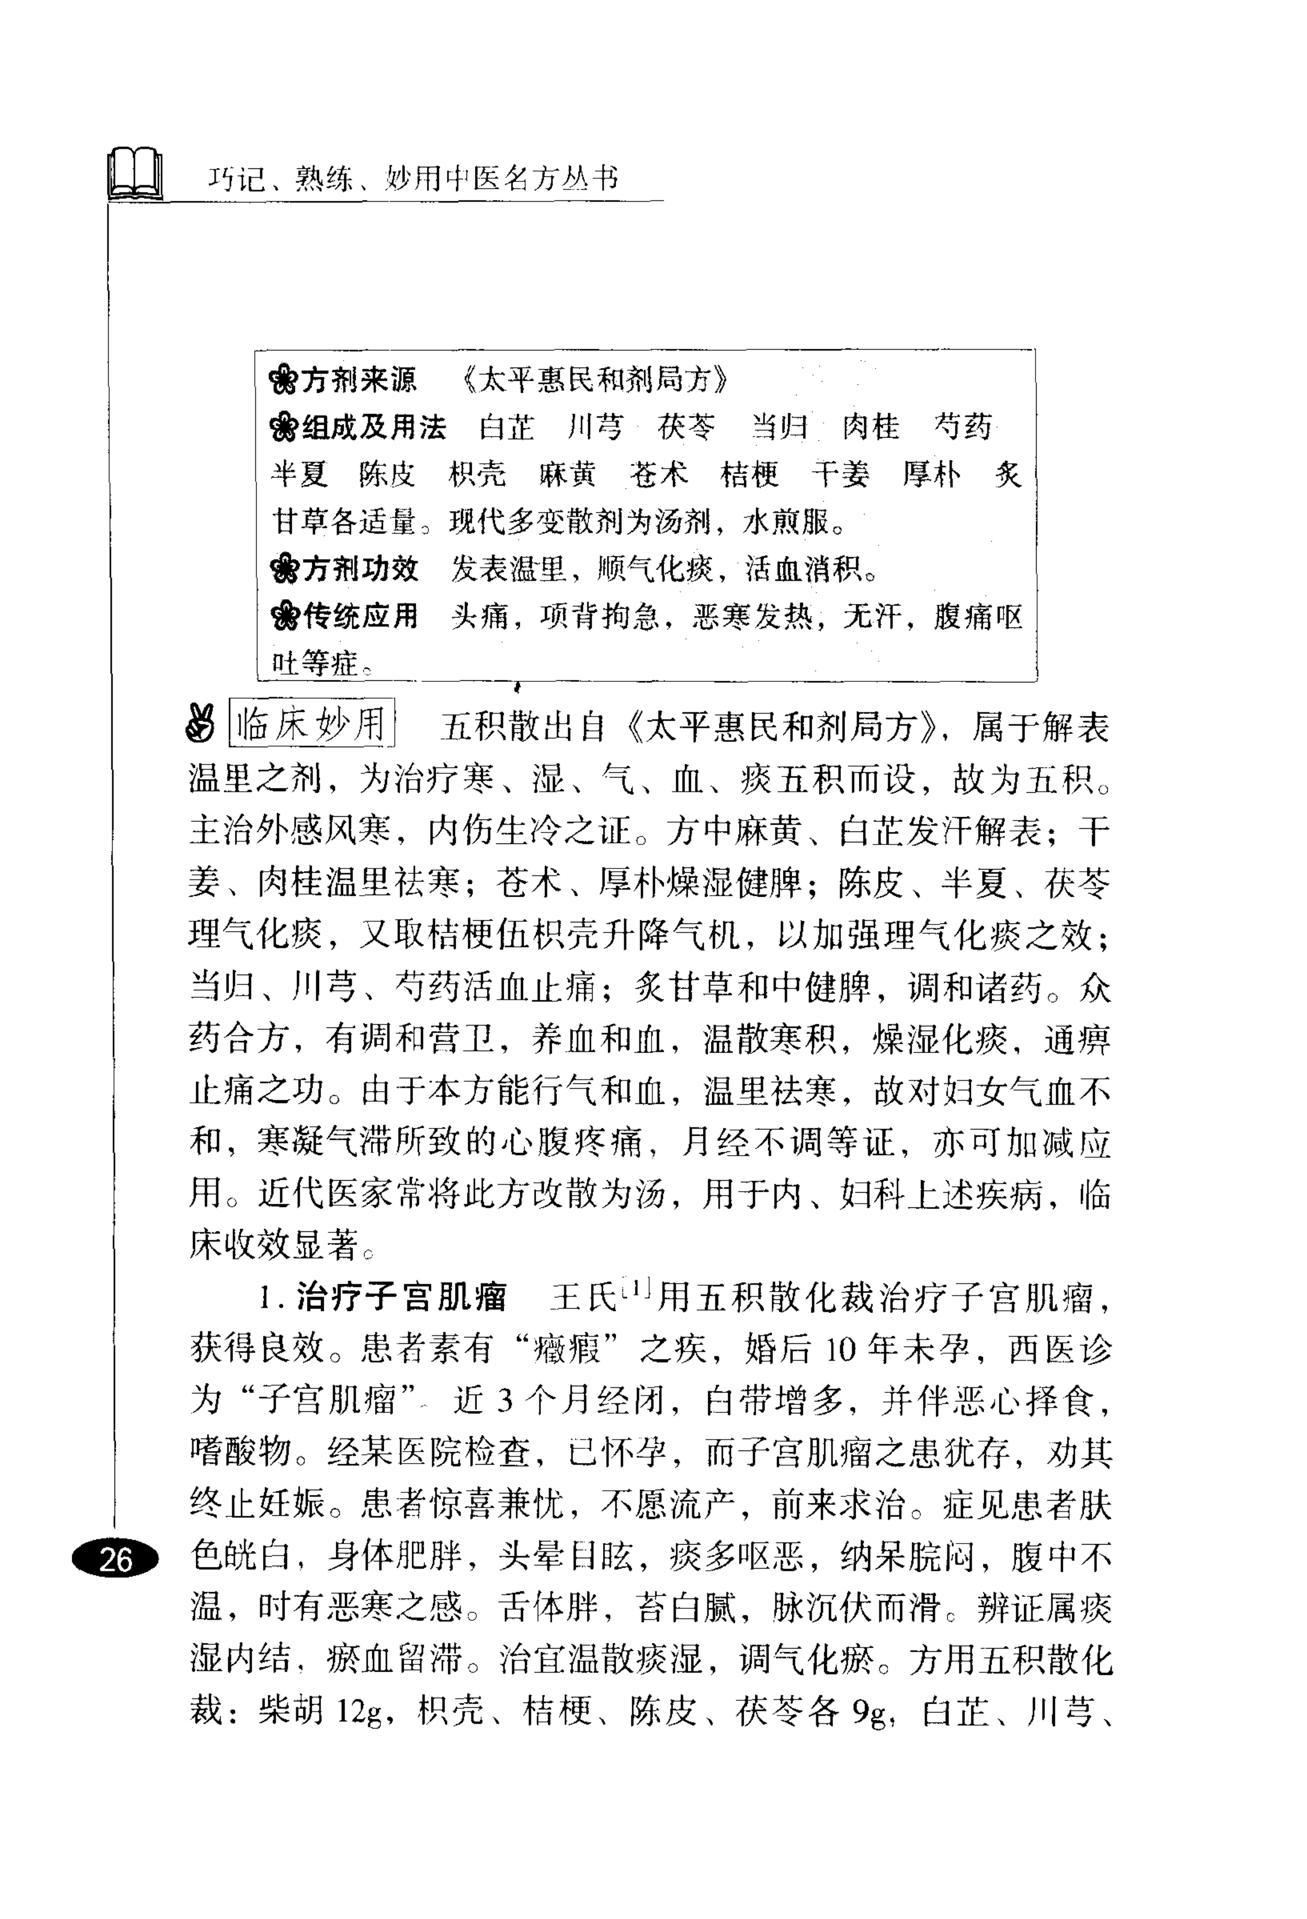 巧记、熟练、妙用中医名方丛书
方剂来源 《太平惠民和剂局方》
组成及用法 白芷 川芎 茯苓 当归 肉桂 芍药
半夏 陈皮 枳壳 麻黄 苍术 桔梗 干姜 厚朴 炙
甘草各适量。现代多变散剂为汤剂，水煎服。
方剂功效 发表温里，顺气化痰，活血消积。
传统应用 头痛，项背拘急，恶寒发热，无汗，腹痛呕
吐等症。
临床妙用 五积散出自《太平惠民和剂局方》，属于解表
温里之剂，为治疗寒、湿、气、血、痰五积而设，故为五积。
主治外感风寒，内伤生冷之证。方中麻黄、白芷发汗解表；干
姜、肉桂温里祛寒；苍术、厚朴燥湿健脾；陈皮、半夏、茯苓
理气化痰，又取桔梗伍枳壳升降气机，以加强理气化痰之效；
当归、川芎、芍药活血止痛；炙甘草和中健脾，调和诸药。众
药合方，有调和营卫，养血和血，温散寒积，燥湿化痰，通痹
止痛之功。由于本方能行气和血，温里祛寒，故对妇女气血不
和，寒凝气滞所致的心腹疼痛，月经不调等证，亦可加减应
用。近代医家常将此方改散为汤，用于内、妇科上述疾病，临
床收效显著。
1. 治疗子宫肌瘤 王氏[1]用五积散化裁治疗子宫肌瘤，
获得良效。患者素有“癥瘕”之疾，婚后 10 年未孕，西医诊
为“子宫肌瘤”。近 3 个月经闭，白带增多，并伴恶心择食，
嗜酸物。经某医院检查，已怀孕，而子宫肌瘤之患犹存，劝其
终止妊娠。患者惊喜兼忧，不愿流产，前来求治。症见患者肤
色㿠白，身体肥胖，头晕目眩，痰多呕恶，纳呆脘闷，腹中不
温，时有恶寒之感。舌体胖，苔白腻，脉沉伏而滑。辨证属痰
湿内结，瘀血留滞。治宜温散痰湿，调气化瘀。方用五积散化
裁：柴胡 12g，枳壳、桔梗、陈皮、茯苓各 9g，白芷、川芎、
26